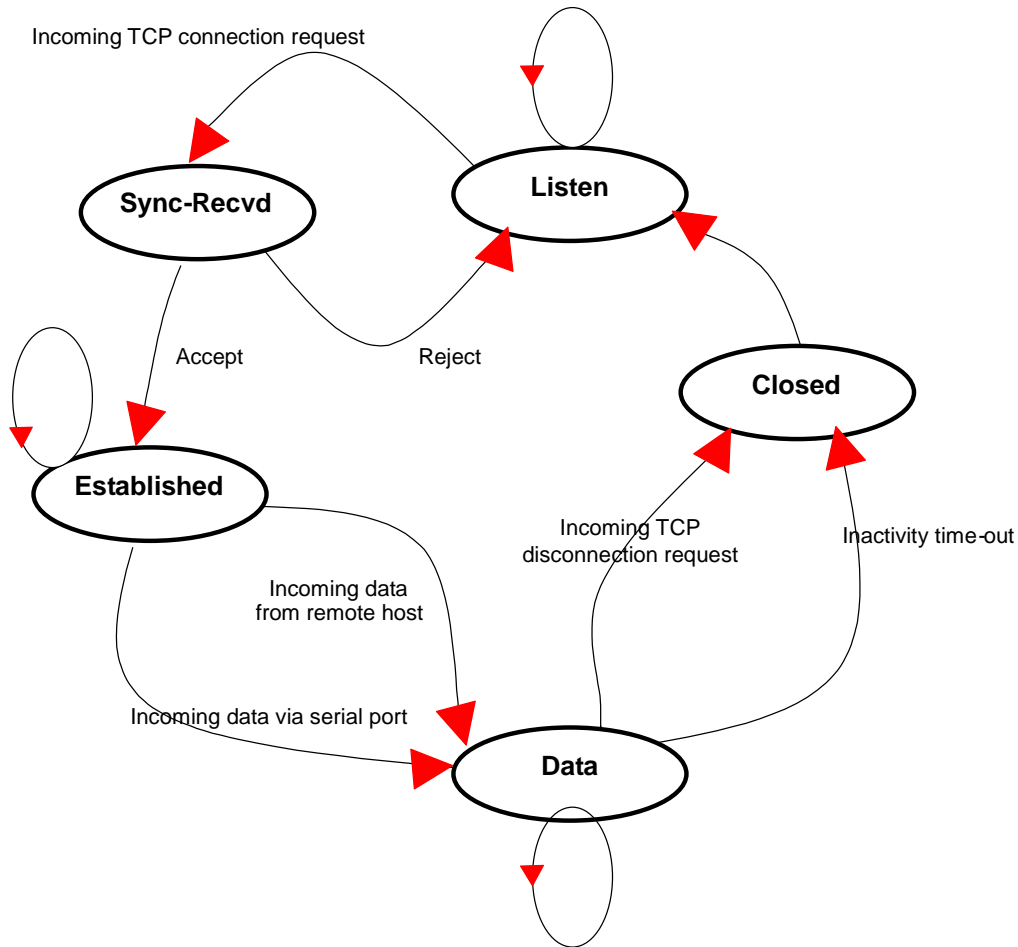 Incoming TCP connection request
Listen
Sync-Recvd
Accept
Reject
Closed
Established
Incoming TCP
disconnection request
Inactivity time-out
Incoming data
from remote host
Incoming data via serial port
Data